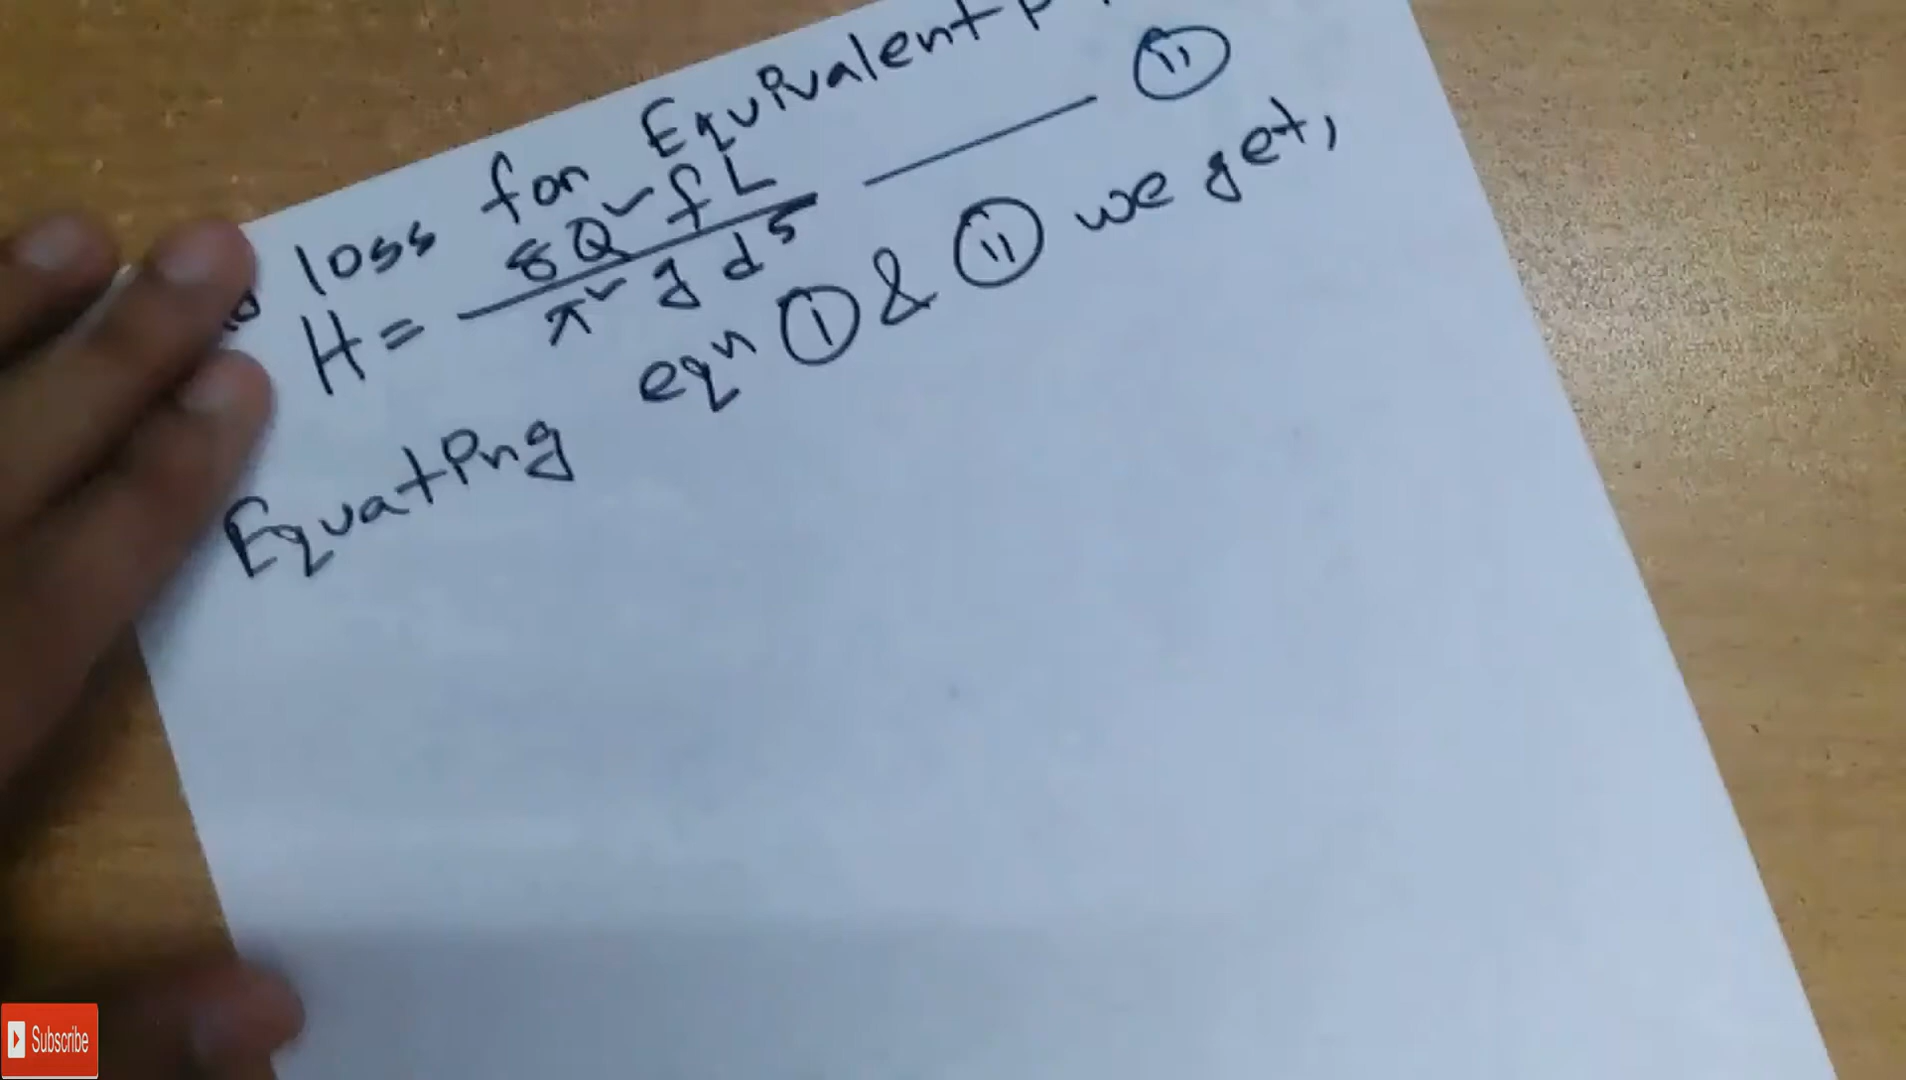 loss for Equivalent
H = 8Q²fL / π²gd⁵ —— (ii)
Equating eqn (i) & (ii) we get,
Subscribe